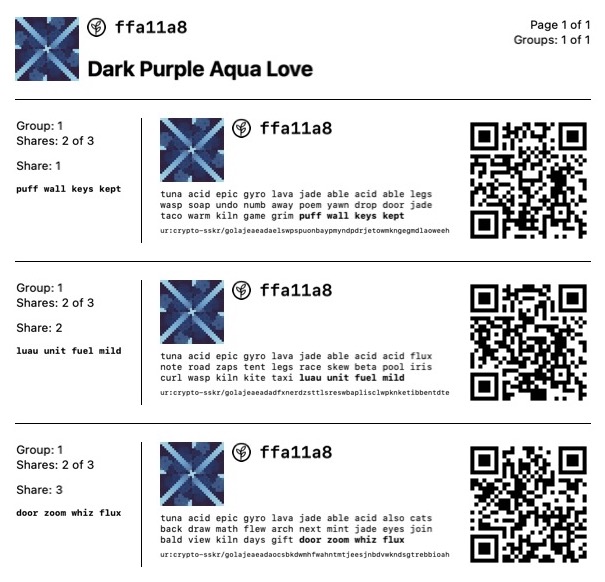 ffa11a8
Page 1 of 1
Groups: 1 of 1
Dark Purple Aqua Love
Group: 1
Shares: 2 of 3
Share: 1
puff wall keys kept
ffa11a8
tuna acid epic gyro lava jade able acid able legs
wasp soap undo numb away poem yawn drop door jade
taco warm kiln game grim puff wall keys kept
ur:crypto-sskr/golajeaeadaelswpspuonbaypmyndpdrjetowmkngegmdlaoweeh
Group: 1
Shares: 2 of 3
Share: 2
luau unit fuel mild
ffa11a8
tuna acid epic gyro lava jade able acid acid flux
note road zaps tent legs race skew beta pool iris
curl wasp kiln kite taxi luau unit fuel mild
ur:crypto-sskr/golajeaeadadfxnerdzsttlsreswbaplisclwpknketibbentdte
Group: 1
Shares: 2 of 3
Share: 3
door zoom whiz flux
ffa11a8
tuna acid epic gyro lava jade able acid also cats
back draw math flew arch next mint jade eyes join
bald view kiln days gift door zoom whiz flux
ur:crypto-sskr/golajeaeadaocsbkdwmhfwahntmtjeesjnbdvwkndsgtrebbioah